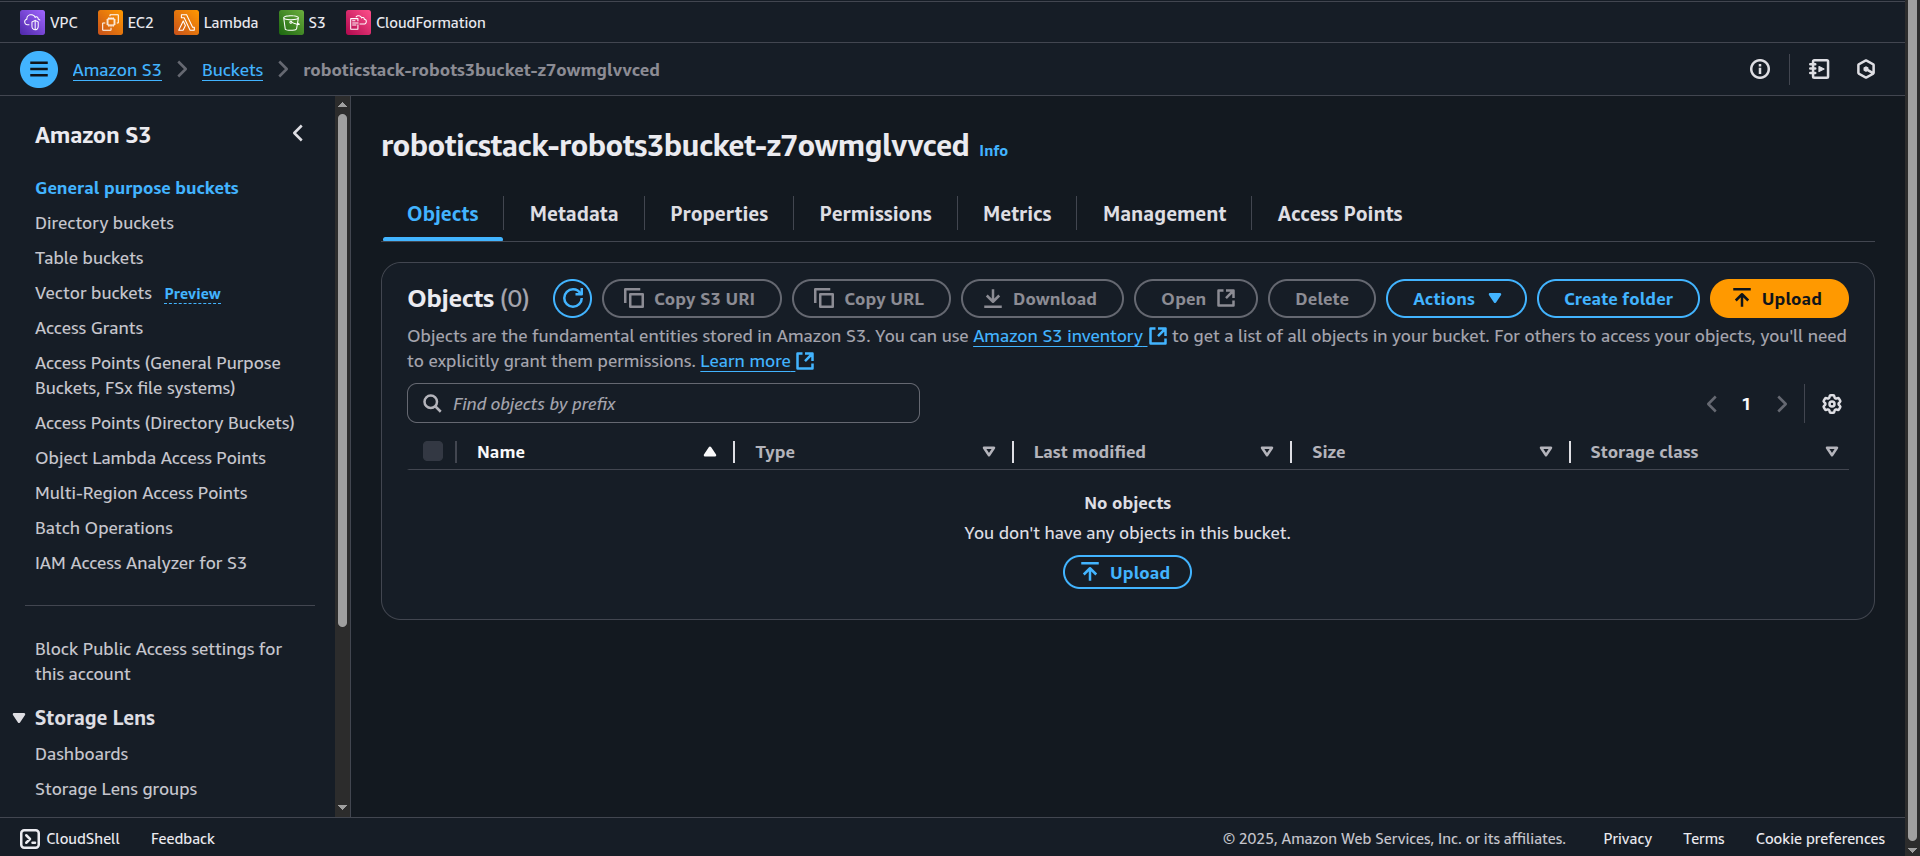 VPC EC2 Lambda S3 CloudFormation
Amazon S3 Buckets roboticstack-robots3bucket-z7owmglvvced
Amazon S3
General purpose buckets
Directory buckets
Table buckets
Vector buckets Preview
Access Grants
Access Points (General Purpose
Buckets, FSx file systems)
Access Points (Directory Buckets)
Object Lambda Access Points
Multi-Region Access Points
Batch Operations
IAM Access Analyzer for S3
Block Public Access settings for
this account
Storage Lens
Dashboards
Storage Lens groups
roboticstack-robots3bucket-z7owmglvvced Info
Objects Metadata Properties Permissions Metrics Management Access Points
Objects (0) Copy S3 URI Copy URL Download Open Delete Actions Create folder Upload
Objects are the fundamental entities stored in Amazon S3. You can use Amazon S3 inventory to get a list of all objects in your bucket. For others to access your objects, you'll need
to explicitly grant them permissions. Learn more
Find objects by prefix
1
Name Type Last modified Size Storage class
No objects
You don't have any objects in this bucket.
Upload
CloudShell Feedback © 2025, Amazon Web Services, Inc. or its affiliates. Privacy Terms Cookie preferences